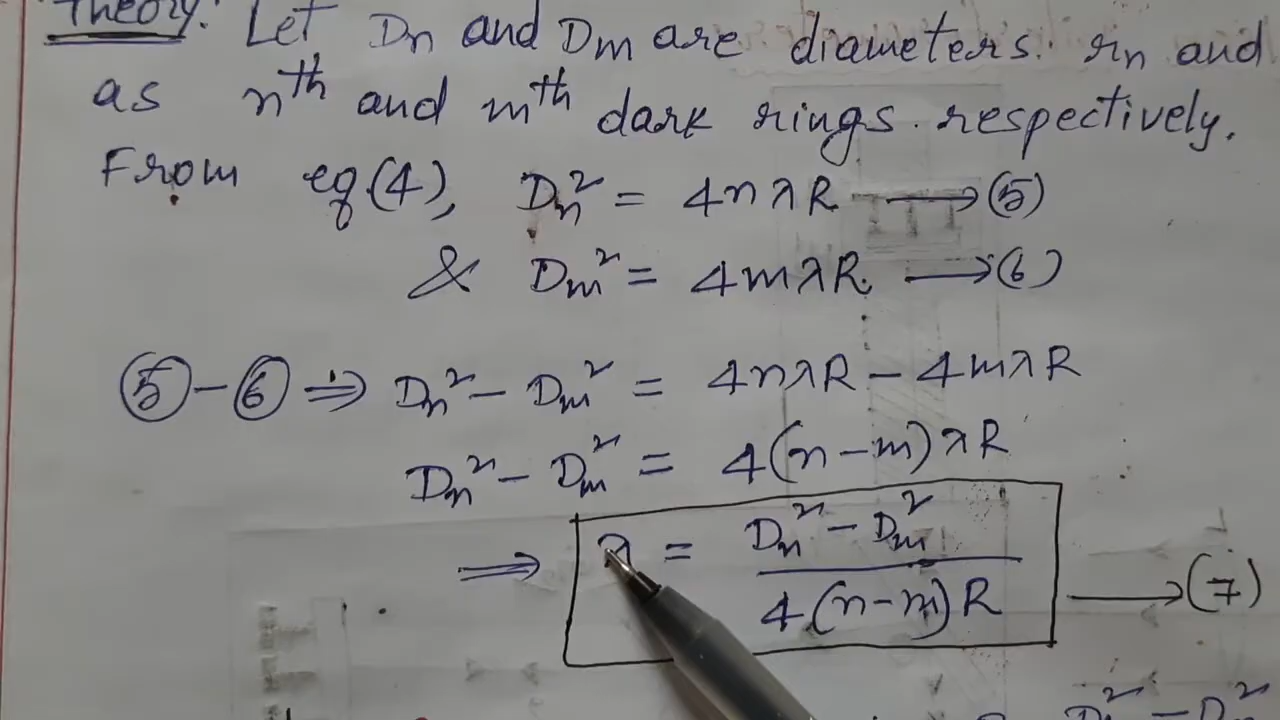 Theory: Let Dn and Dm are diameters. rn and
as nth and mth dark rings respectively.
From eq(4), Dn² = 4nλR ⟶(5)
& Dm² = 4mλR ⟶(6)
(5) - (6) ⇒ Dn² - Dm² = 4nλR - 4mλR
Dn² - Dm² = 4(n-m)λR
⇒ λ = (Dn² - Dm²) / (4(n-m)R) ⟶(7)
Dn² - Dn²